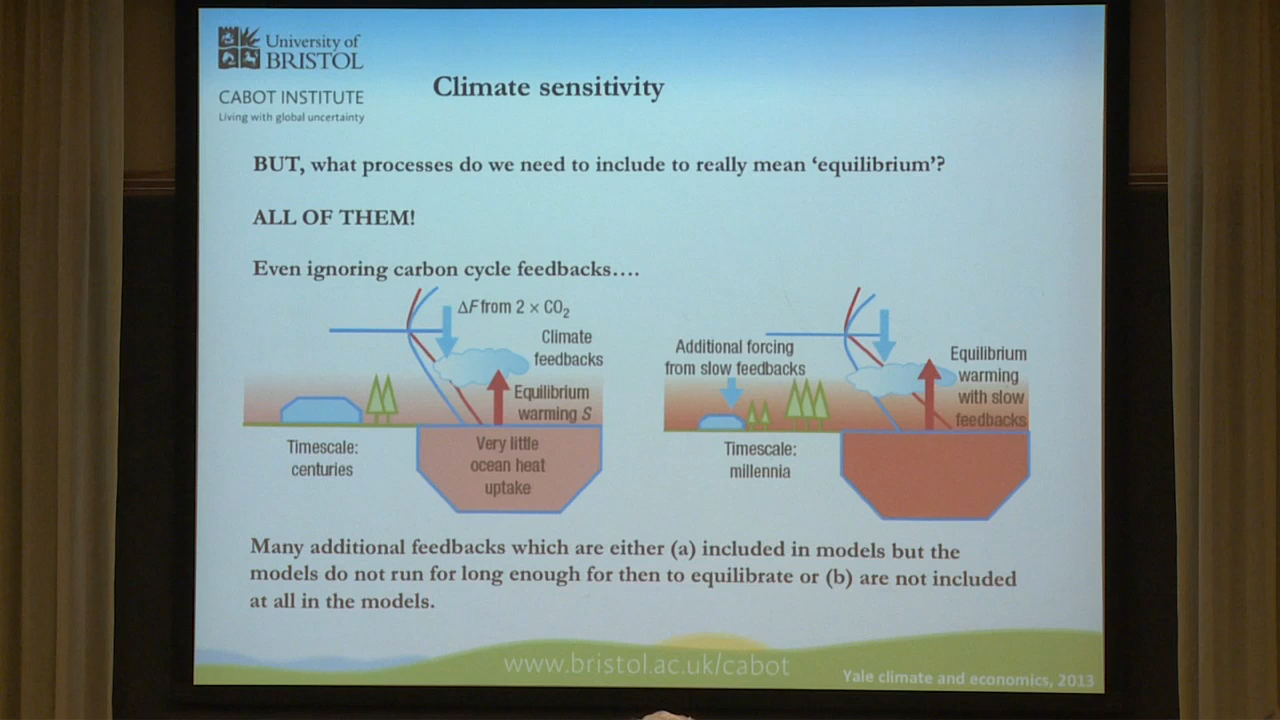 University of
BRISTOL
CABOT INSTITUTE
Living with global uncertainty
Climate sensitivity
BUT, what processes do we need to include to really mean ‘equilibrium’?
ALL OF THEM!
Even ignoring carbon cycle feedbacks….
ΔF from 2 × CO₂
Climate
feedbacks
Equilibrium
warming S
Timescale:
centuries
Very little
ocean heat
uptake
Additional forcing
from slow feedbacks
Equilibrium
warming
with slow
feedbacks
Timescale:
millennia
Many additional feedbacks which are either (a) included in models but the
models do not run for long enough for then to equilibrate or (b) are not included
at all in the models.
www.bristol.ac.uk/cabot
Yale climate and economics, 2013